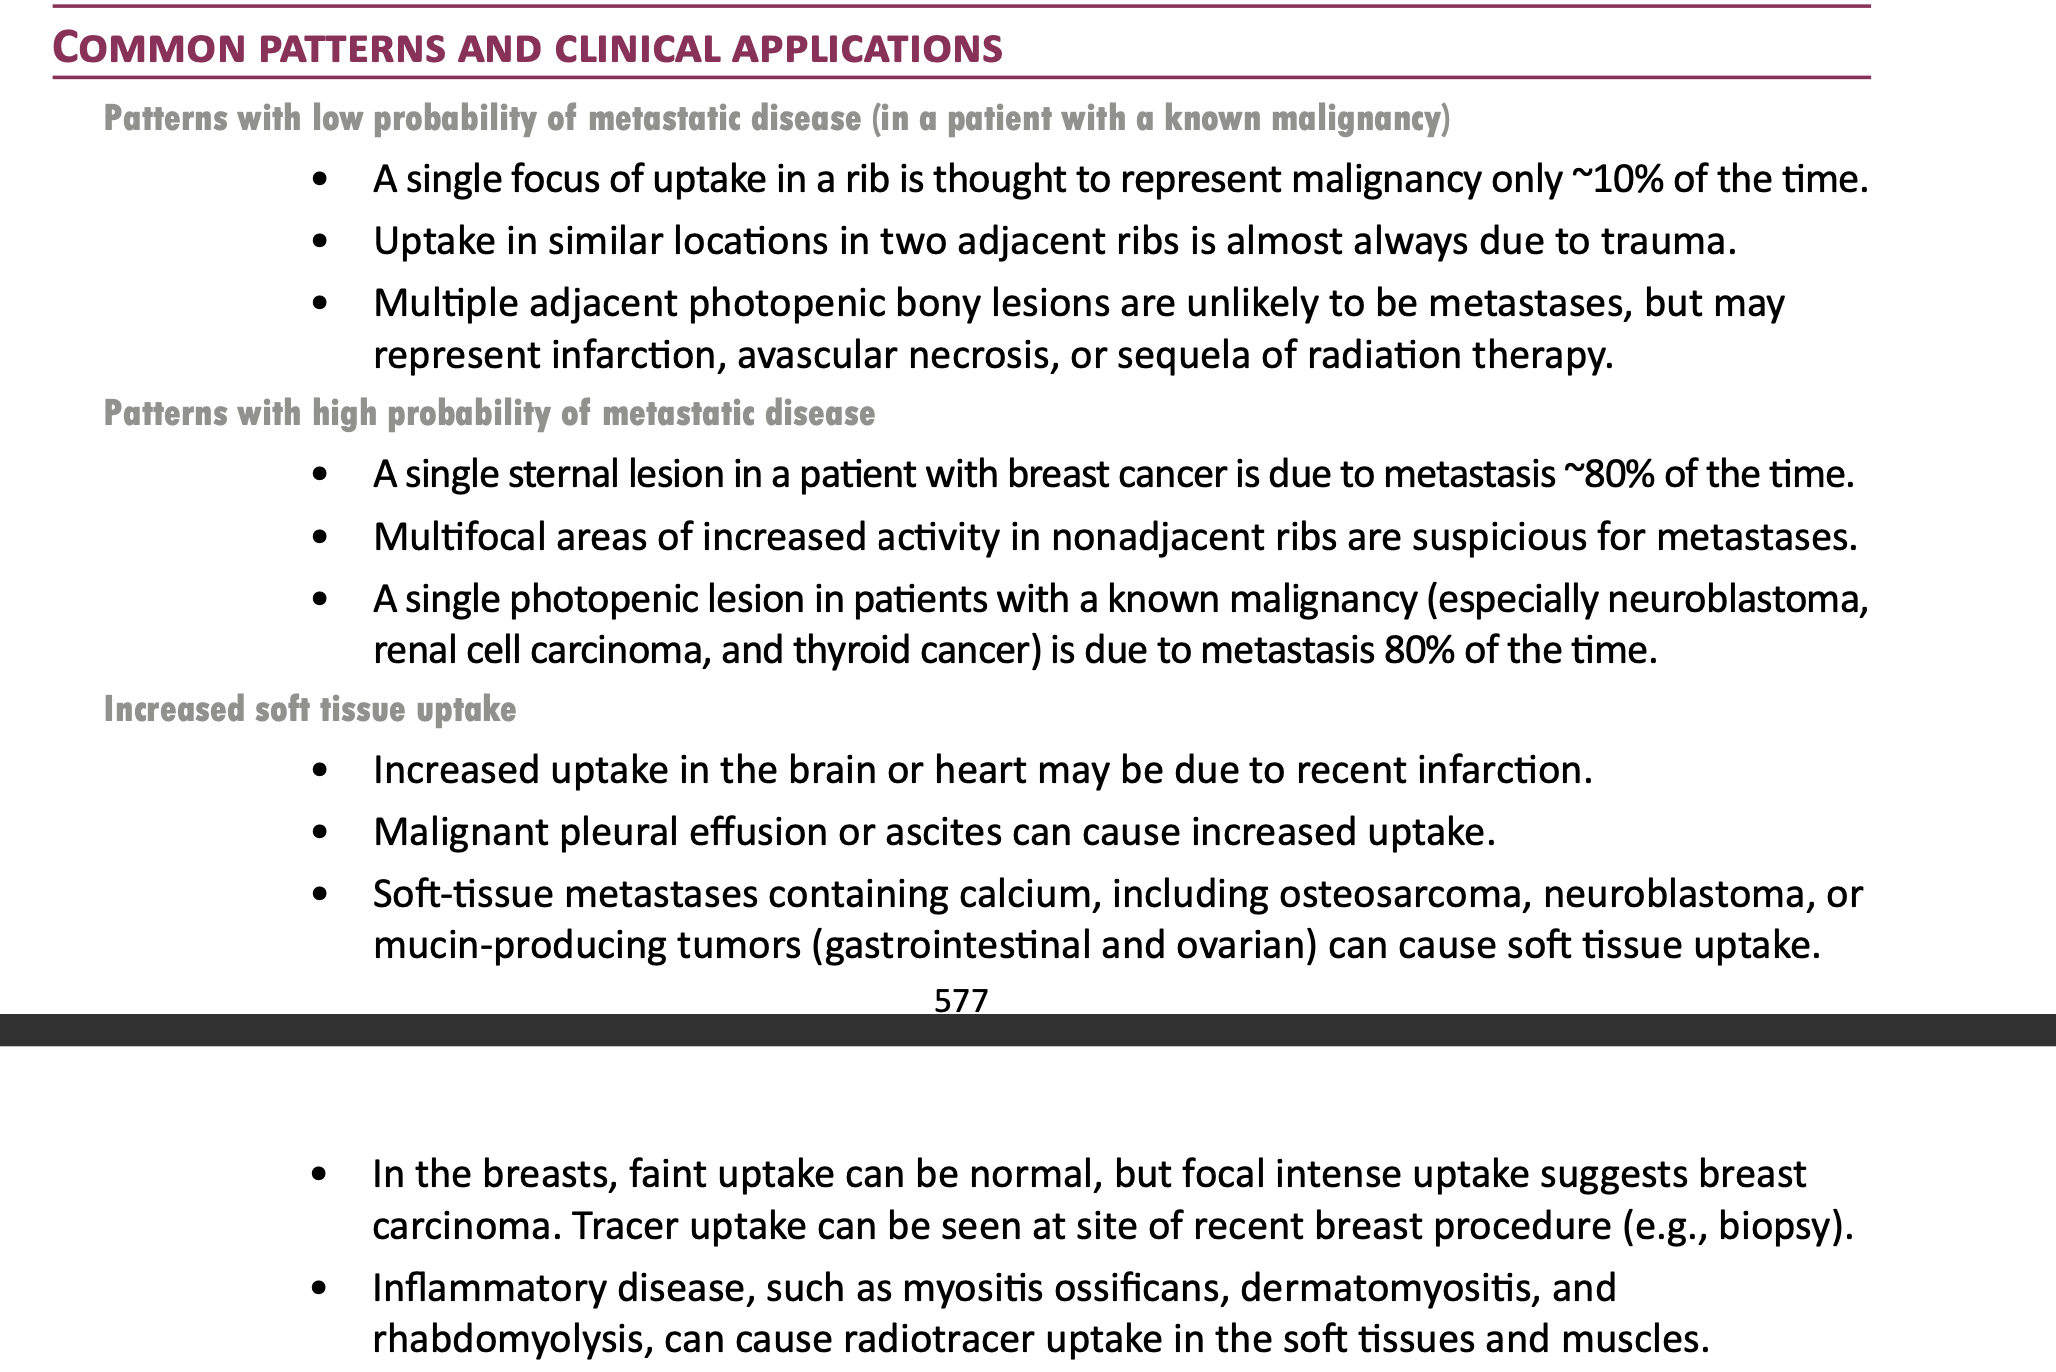 COMMON PATTERNS AND CLINICAL APPLICATIONS
Patterns with low probability of metastatic disease (in a patient with a known malignancy)
• A single focus of uptake in a rib is thought to represent malignancy only ~10% of the time.
• Uptake in similar locations in two adjacent ribs is almost always due to trauma.
• Multiple adjacent photopenic bony lesions are unlikely to be metastases, but may
represent infarction, avascular necrosis, or sequela of radiation therapy.
Patterns with high probability of metastatic disease
• A single sternal lesion in a patient with breast cancer is due to metastasis ~80% of the time.
• Multifocal areas of increased activity in nonadjacent ribs are suspicious for metastases.
• A single photopenic lesion in patients with a known malignancy (especially neuroblastoma,
renal cell carcinoma, and thyroid cancer) is due to metastasis 80% of the time.
Increased soft tissue uptake
• Increased uptake in the brain or heart may be due to recent infarction.
• Malignant pleural effusion or ascites can cause increased uptake.
• Soft-tissue metastases containing calcium, including osteosarcoma, neuroblastoma, or
mucin-producing tumors (gastrointestinal and ovarian) can cause soft tissue uptake.
577
• In the breasts, faint uptake can be normal, but focal intense uptake suggests breast
carcinoma. Tracer uptake can be seen at site of recent breast procedure (e.g., biopsy).
• Inflammatory disease, such as myositis ossificans, dermatomyositis, and
rhabdomyolysis, can cause radiotracer uptake in the soft tissues and muscles.